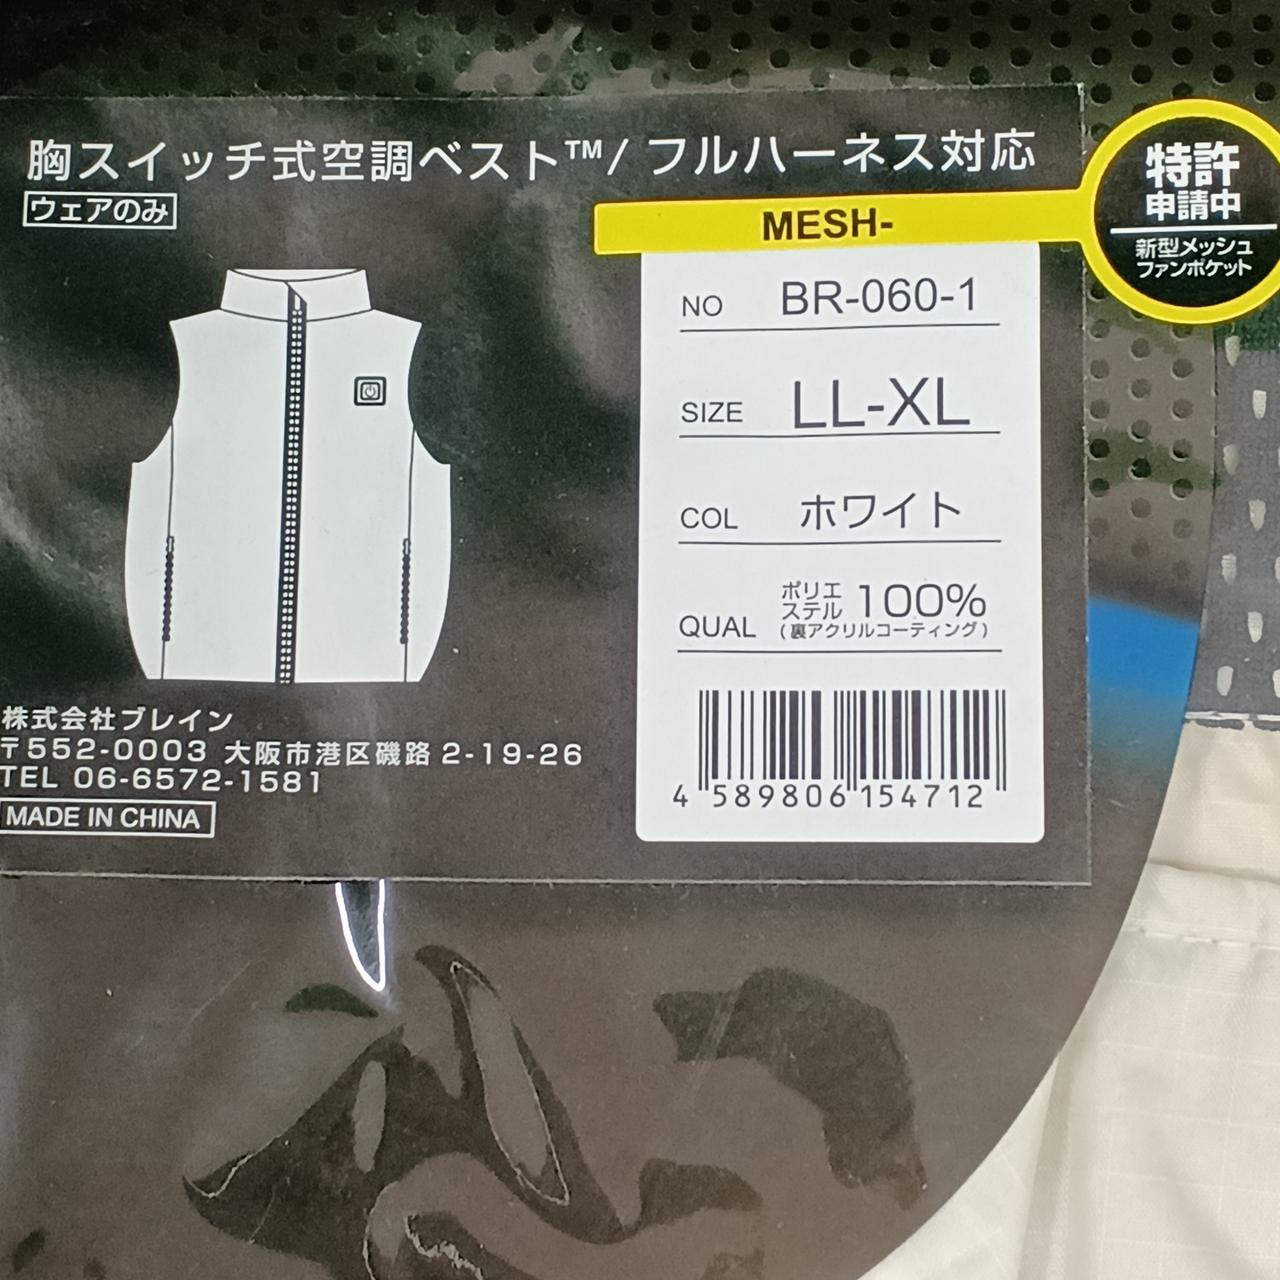 胸スイッチ式空調ベスト™/ フルハーネス対応
ウェアのみ
特許
申請中
新型メッシュ
ファンポケット
MESH-
NO BR-060-1
SIZE LL-XL
COL ホワイト
QUAL ポリエステル 100%
(裏アクリルコーティング)
4 589806 154712
株式会社ブレイン
〒552-0003 大阪市港区磯路 2-19-26
TEL 06-6572-1581
MADE IN CHINA